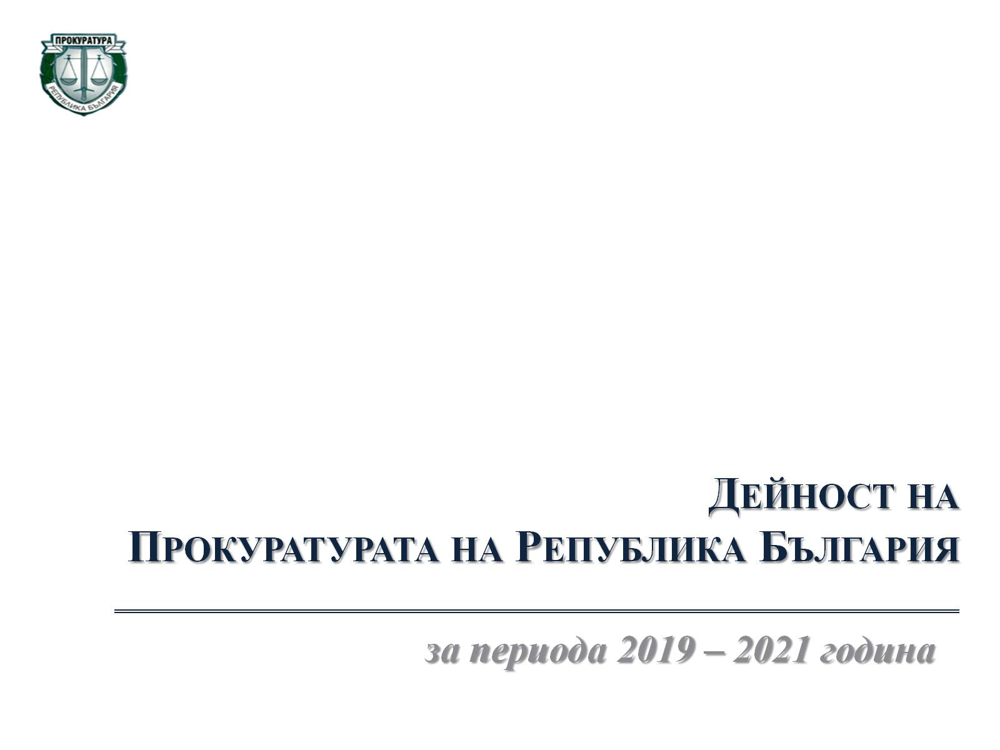 ПРОКУРАТУРА
РЕПУБЛИКА БЪЛГАРИЯ
ДЕЙНОСТ НА
ПРОКУРАТУРАТА НА РЕПУБЛИКА БЪЛГАРИЯ
за периода 2019 – 2021 година